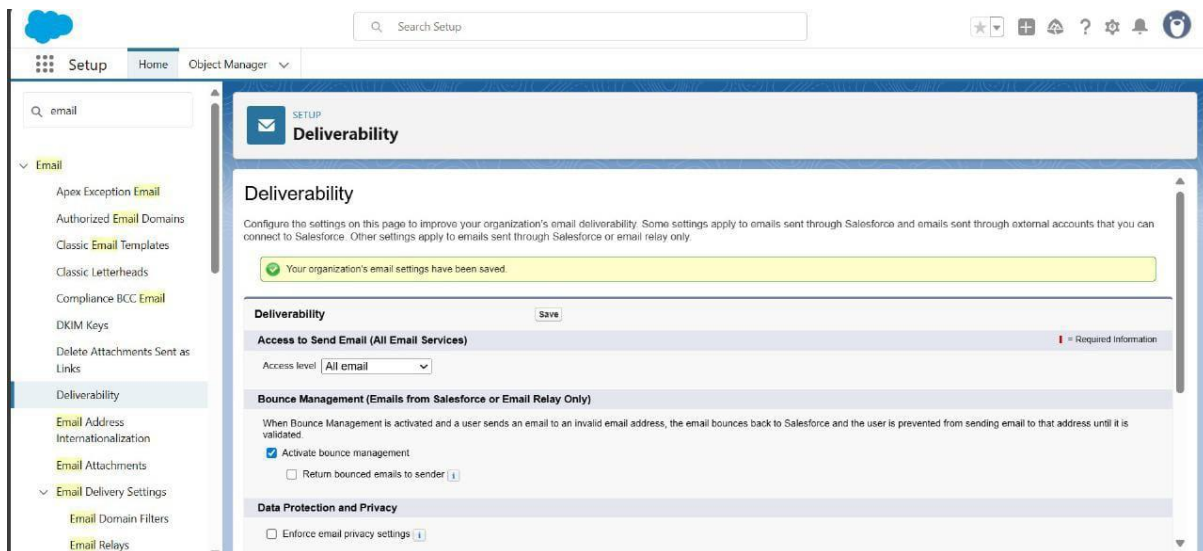 Search Setup
Setup
Home
Object Manager
email
Email
Apex Exception Email
Authorized Email Domains
Classic Email Templates
Classic Letterheads
Compliance BCC Email
DKIM Keys
Delete Attachments Sent as
Links
Deliverability
Email Address
Internationalization
Email Attachments
Email Delivery Settings
Email Domain Filters
Email Relays
SETUP
Deliverability
Deliverability
Configure the settings on this page to improve your organization's email deliverability. Some settings apply to emails sent through Salesforce and emails sent through external accounts that you can
connect to Salesforce. Other settings apply to emails sent through Salesforce or email relay only.
Your organization's email settings have been saved.
Deliverability
Save
Access to Send Email (All Email Services)
= Required Information
Access level All email
Bounce Management (Emails from Salesforce or Email Relay Only)
When Bounce Management is activated and a user sends an email to an invalid email address, the email bounces back to Salesforce and the user is prevented from sending email to that address until it is
validated.
Activate bounce management
Return bounced emails to sender i
Data Protection and Privacy
Enforce email privacy settings i